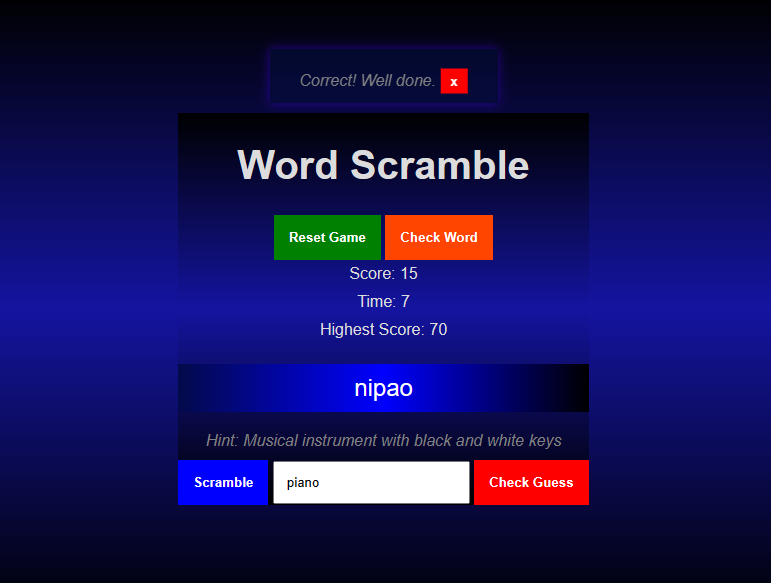 Correct! Well done. x
Word Scramble
Reset Game Check Word
Score: 15
Time: 7
Highest Score: 70
nipao
Hint: Musical instrument with black and white keys
Scramble piano Check Guess